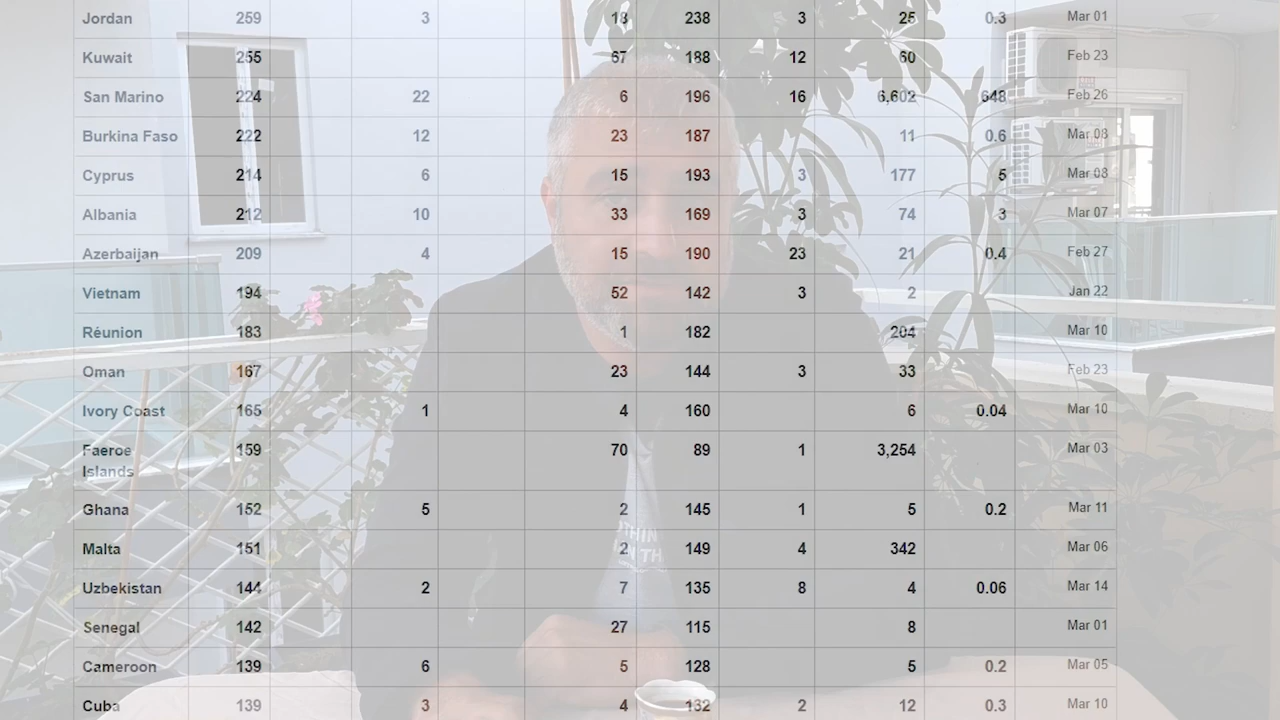 Jordan 259 3 18 238 3 25 0.3 Mar 01
Kuwait 255 67 188 12 60 Feb 23
San Marino 224 22 6 196 16 6,602 648 Feb 26
Burkina Faso 222 12 23 187 11 0.6 Mar 08
Cyprus 214 6 15 193 3 177 5 Mar 08
Albania 212 10 33 169 3 74 3 Mar 07
Azerbaijan 209 4 15 190 23 21 0.4 Feb 27
Vietnam 194 52 142 3 2 Jan 22
Réunion 183 1 182 204 Mar 10
Oman 167 23 144 3 33 Feb 23
Ivory Coast 165 1 4 160 6 0.04 Mar 10
Faeroe 159 70 89 1 3,254 Mar 03
Islands
Ghana 152 5 2 145 1 5 0.2 Mar 11
Malta 151 2 149 4 342 Mar 06
Uzbekistan 144 2 7 135 8 4 0.06 Mar 14
Senegal 142 27 115 8 Mar 01
Cameroon 139 6 5 128 5 0.2 Mar 05
Cuba 139 3 4 132 2 12 0.3 Mar 10